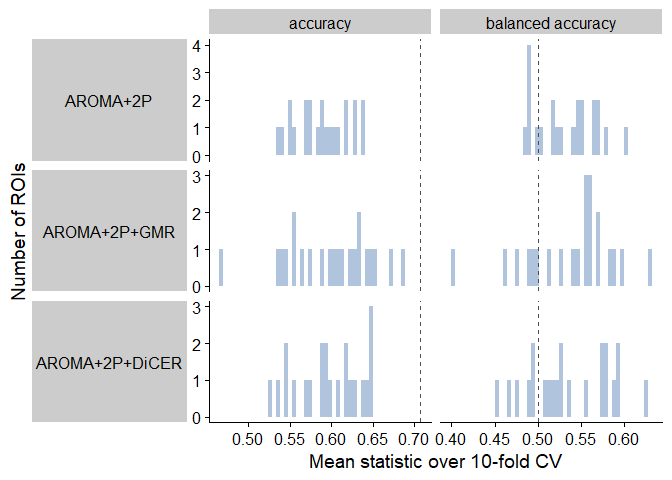 accuracy
balanced accuracy
Number of ROIs
AROMA+2P
4
3
2
1
0
AROMA+2P+GMR
3
2
1
0
AROMA+2P+DiCER
3
2
1
0
0.50 0.55 0.60 0.65 0.70 0.40 0.45 0.50 0.55 0.60
Mean statistic over 10-fold CV